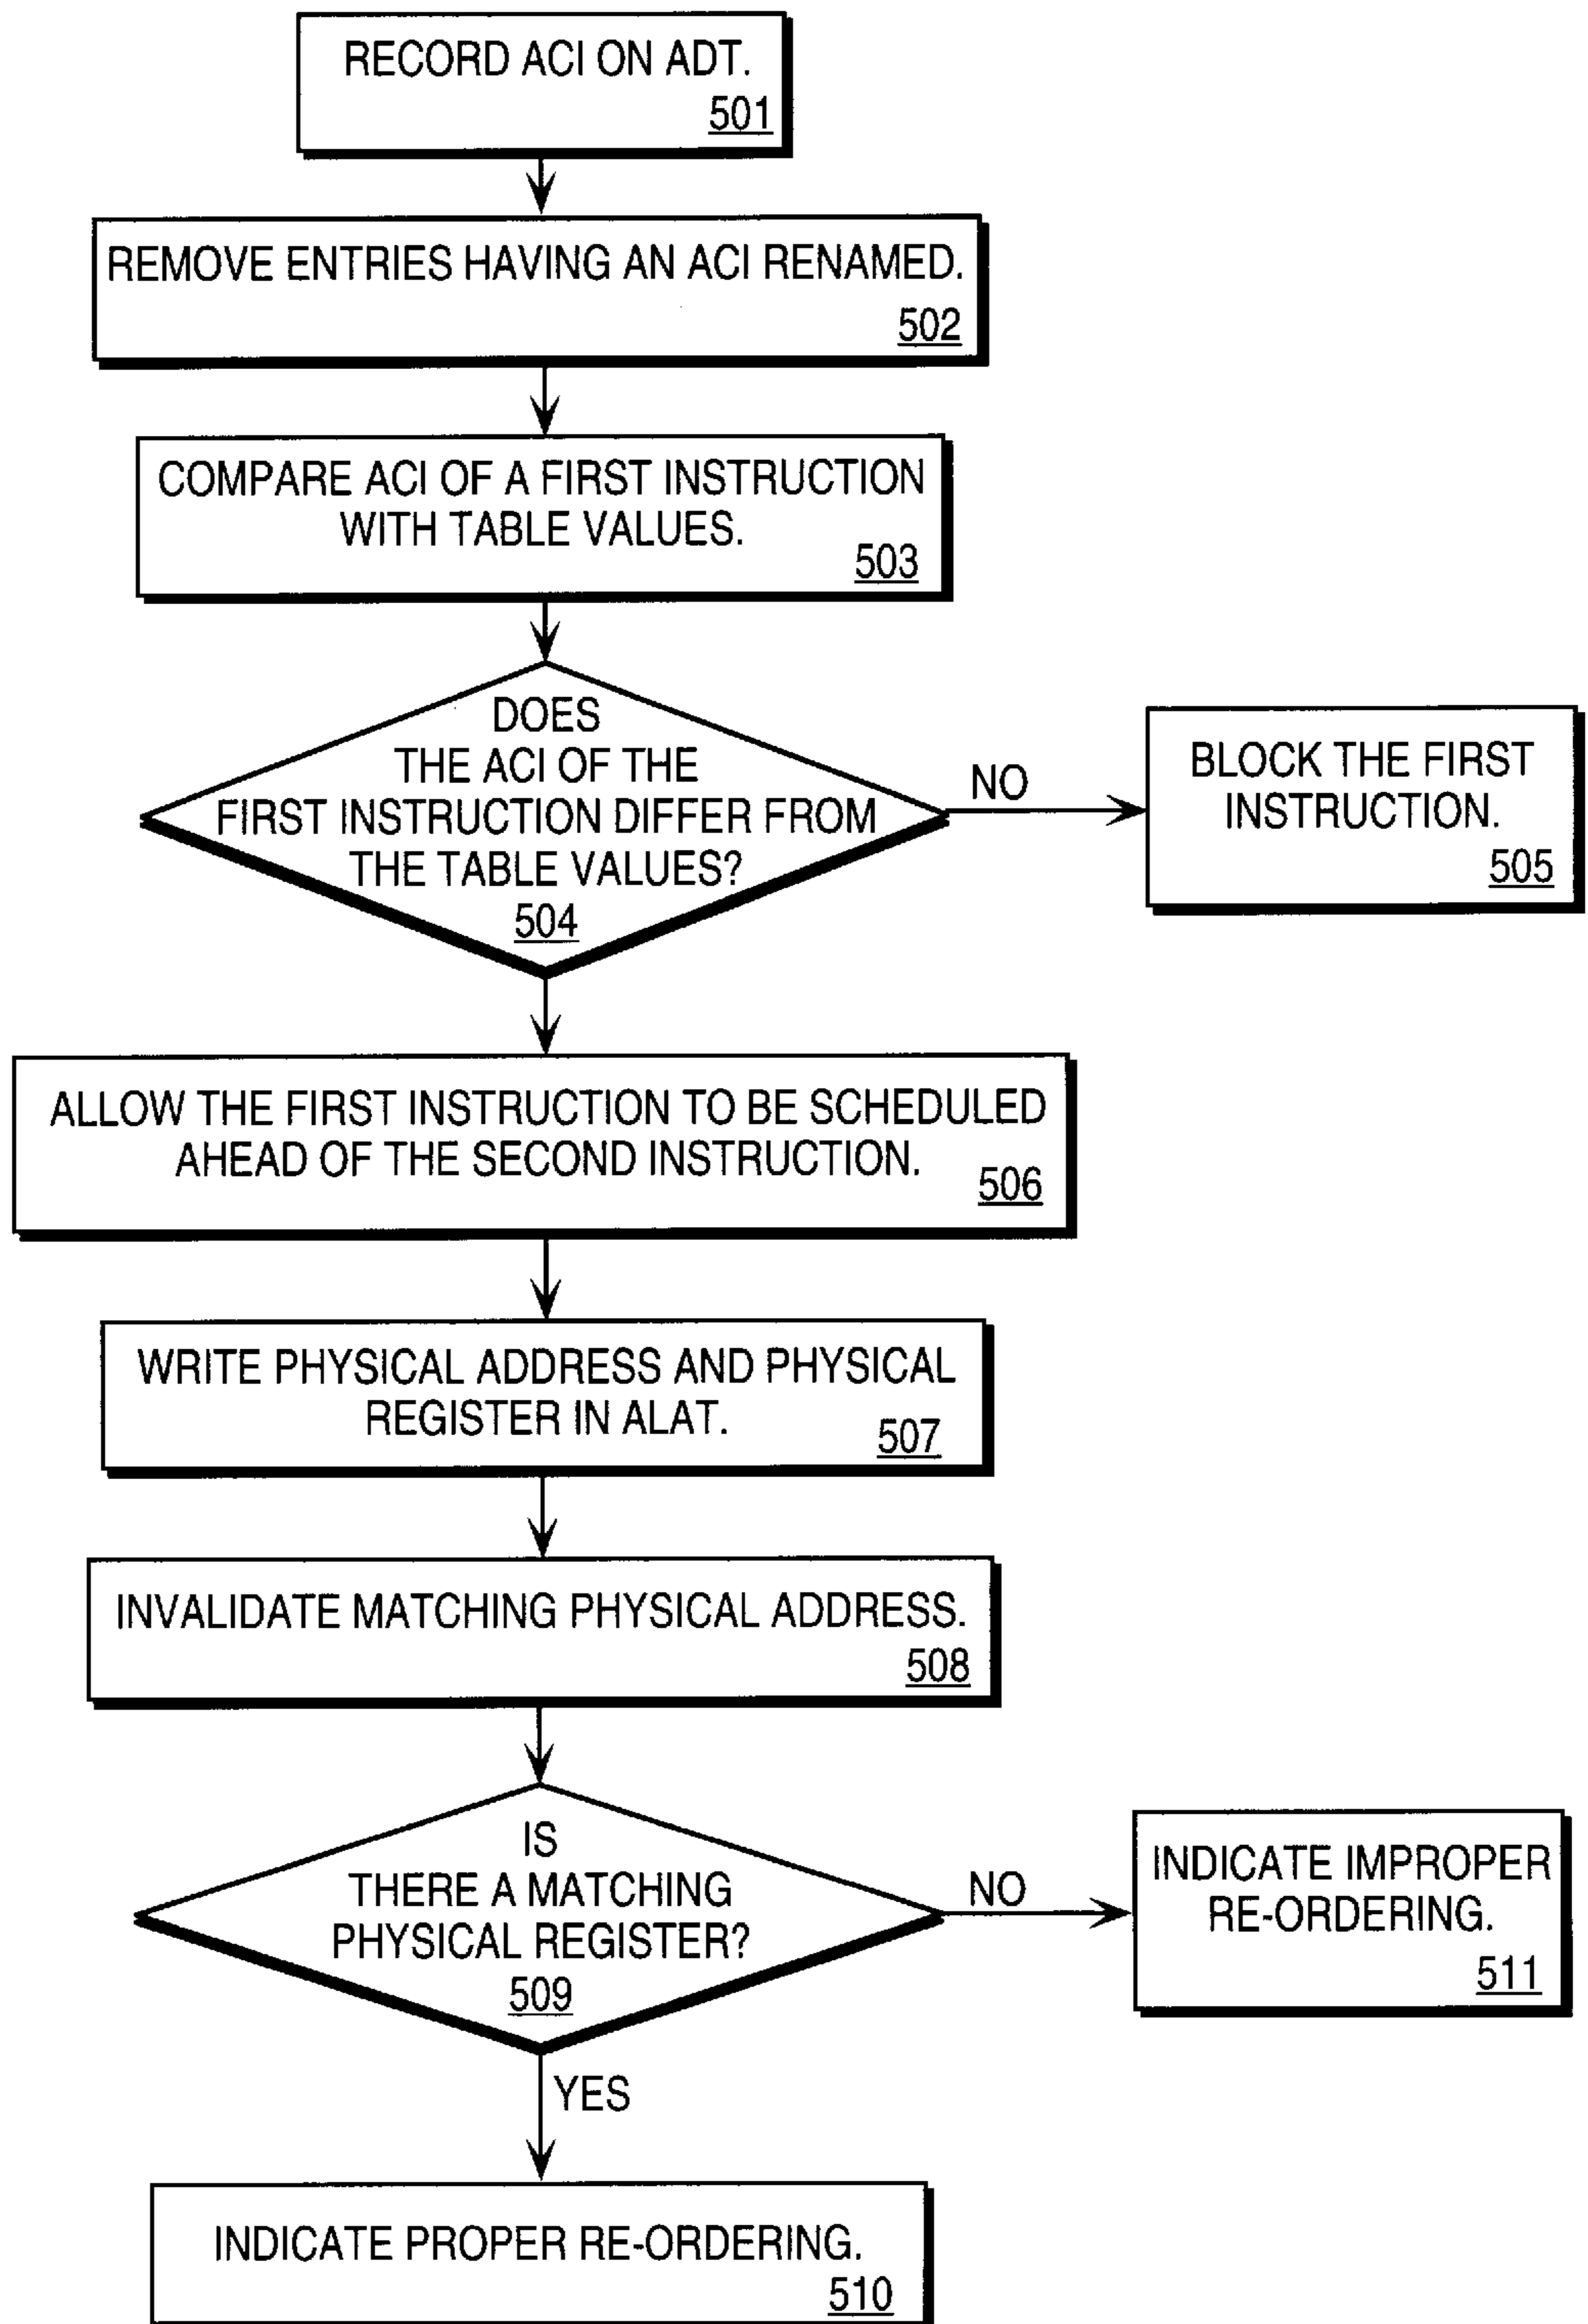 RECORD ACI ON ADT.
501
REMOVE ENTRIES HAVING AN ACI RENAMED.
502
COMPARE ACI OF A FIRST INSTRUCTION
WITH TABLE VALUES.
503
DOES
THE ACI OF THE
FIRST INSTRUCTION DIFFER FROM
THE TABLE VALUES?
504
NO
BLOCK THE FIRST
INSTRUCTION.
505
ALLOW THE FIRST INSTRUCTION TO BE SCHEDULED
AHEAD OF THE SECOND INSTRUCTION.
506
WRITE PHYSICAL ADDRESS AND PHYSICAL
REGISTER IN ALAT.
507
INVALIDATE MATCHING PHYSICAL ADDRESS.
508
IS
THERE A MATCHING
PHYSICAL REGISTER?
509
NO
INDICATE IMPROPER
RE-ORDERING.
511
YES
INDICATE PROPER RE-ORDERING.
510